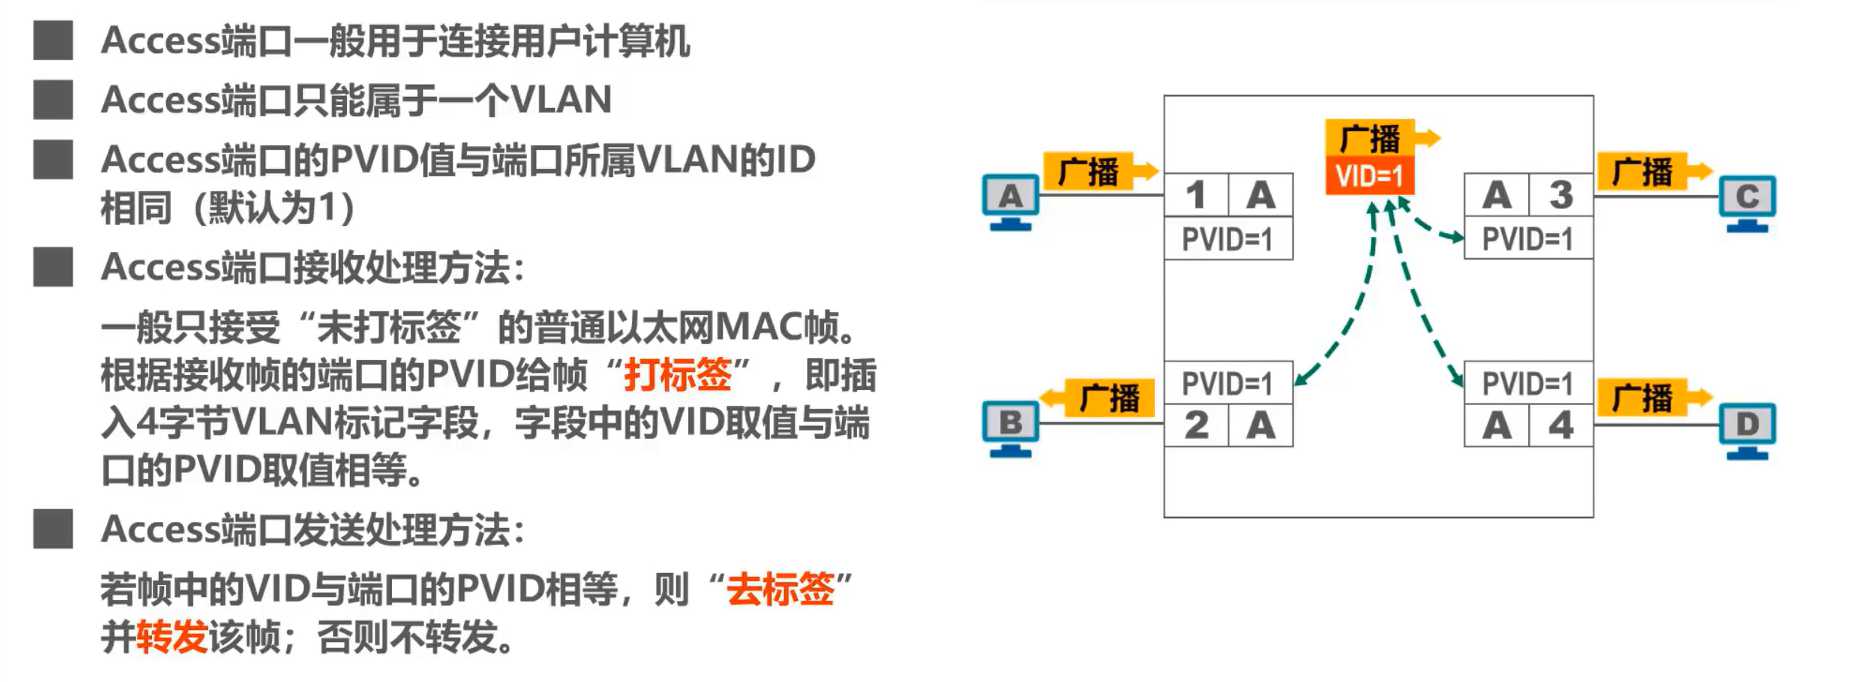 Access端口一般用于连接用户计算机
Access端口只能属于一个VLAN
Access端口的PVID值与端口所属VLAN的ID
相同（默认为1）
Access端口接收处理方法：
一般只接受“未打标签”的普通以太网MAC帧。
根据接收帧的端口的PVID给帧“打标签”，即插
入4字节VLAN标记字段，字段中的VID取值与端
口的PVID取值相等。
Access端口发送处理方法：
若帧中的VID与端口的PVID相等，则“去标签”
并转发该帧；否则不转发。
广播
VID=1
A
广播
1 A
PVID=1
A 3
PVID=1
广播
C
B
广播
PVID=1
2 A
PVID=1
A 4
广播
D